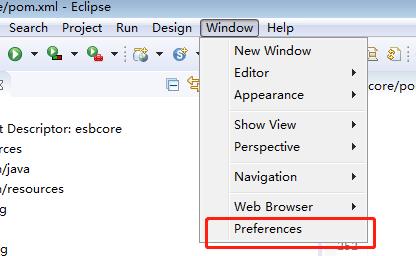 e/pom.xml - Eclipse
Search Project Run Design Window Help
New Window
Editor
Appearance
Show View
Perspective
Navigation
Web Browser
Preferences
core/po
t Descriptor: esbcore
rces
n/java
n/resources
g
g